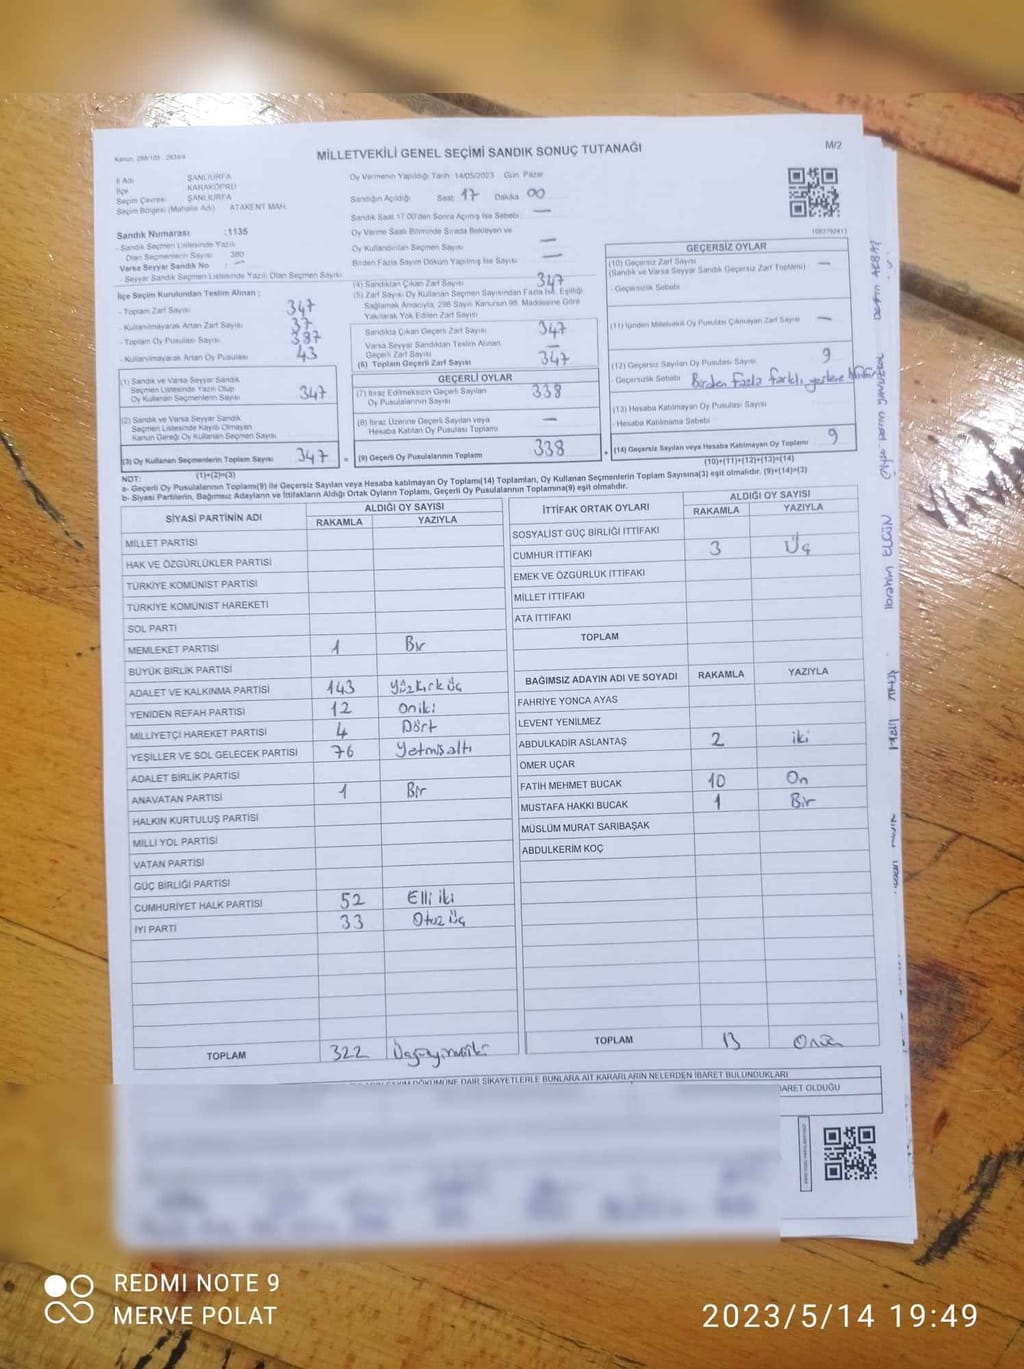 Kanun: 298/105 - 2839/4
MİLLETVEKİLİ GENEL SEÇİMİ SANDIK SONUÇ TUTANAĞI
M/2
İl Adı ŞANLIURFA
İlçe KARAKÖPRÜ
Seçim Çevresi ŞANLIURFA
Seçim Bölgesi (Mahalle Adı) ATAKENT MAH.
Sandık Numarası :1135
- Sandık Seçmen Listesinde Yazılı
Olan Seçmenlerin Sayısı 380
Varsa Seyyar Sandık No : —
- Seyyar Sandık Seçmen Listesinde Yazılı Olan Seçmen Sayısı
İlçe Seçim Kurulundan Teslim Alınan :
- Toplam Zarf Sayısı 347
- Kullanılmayarak Artan Zarf Sayısı 37
- Toplam Oy Pusulası Sayısı 387
- Kullanılmayarak Artan Oy Pusulası 43
(1) Sandık ve Varsa Seyyar Sandık
Seçmen Listesinde Yazılı Olup
Oy Kullanan Seçmenlerin Sayısı 347
(2) Sandık ve Varsa Seyyar Sandık
Seçmen Listesinde Kayıtlı Olmayan
Kanun Gereği Oy Kullanan Seçmen Sayısı
(3) Oy Kullanan Seçmenlerin Toplam Sayısı 347 =
(1)+(2)=(3)
Oy Vermenin Yapıldığı Tarih 14/05/2023 Gün Pazar
Sandığın Açıldığı Saat 17 Dakika 00
Sandık Saat 17:00'den Sonra Açılmış İse Sebebi —
Oy Verme Saati Bitiminde Sırada Bekleyen ve
Oy Kullandırılan Seçmen Sayısı —
Birden Fazla Sayım Döküm Yapılmış İse Sayısı —
(4) Sandıktan Çıkan Zarf Sayısı 347
(5) Zarf Sayısı Oy Kullanan Seçmen Sayısından Fazla İse, Eşitliği
Sağlamak Amacıyla, 298 Sayılı Kanunun 98. Maddesine Göre
Yakılarak Yok Edilen Zarf Sayısı
Sandıkta Çıkan Geçerli Zarf Sayısı 347
Varsa Seyyar Sandıktan Teslim Alınan
Geçerli Zarf Sayısı —
(6) Toplam Geçerli Zarf Sayısı 347
GEÇERLİ OYLAR
(7) İtiraz Edilmeksizin Geçerli Sayılan
Oy Pusulalarının Sayısı 338
(8) İtiraz Üzerine Geçerli Sayılan veya
Hesaba Katılan Oy Pusulası Toplamı —
(9) Geçerli Oy Pusulalarının Toplamı 338 +
GEÇERSİZ OYLAR
(10) Geçersiz Zarf Sayısı —
(Sandık ve Varsa Seyyar Sandık Geçersiz Zarf Toplamı)
- Geçersizlik Sebebi
(11) İçinden Milletvekili Oy Pusulası Çıkmayan Zarf Sayısı —
(12) Geçersiz Sayılan Oy Pusulası Sayısı 9
- Geçersizlik Sebebi Birden fazla farklı yerlere
(13) Hesaba Katılmayan Oy Pusulası Sayısı
- Hesaba Katılmama Sebebi
(14) Geçersiz Sayılan veya Hesaba Katılmayan Oy Toplamı 9
(10)+(11)+(12)+(13)=(14)
NOT:
a- Geçerli Oy Pusulalarının Toplamı(9) ile Geçersiz Sayılan veya Hesaba katılmayan Oy Toplamı(14) Toplamları, Oy Kullanan Seçmenlerin Toplam Sayısına(3) eşit olmalıdır. (9)+(14)=(3)
b- Siyasi Partilerin, Bağımsız Adayların ve İttifakların Aldığı Ortak Oyların Toplamı, Geçerli Oy Pusulalarının Toplamına(9) eşit olmalıdır.
SİYASİ PARTİNİN ADI ALDIĞI OY SAYISI
RAKAMLA YAZIYLA
MİLLET PARTİSİ
HAK VE ÖZGÜRLÜKLER PARTİSİ
TÜRKİYE KOMÜNİST PARTİSİ
TÜRKİYE KOMÜNİST HAREKETİ
SOL PARTİ
MEMLEKET PARTİSİ 1 Bir
BÜYÜK BİRLİK PARTİSİ
ADALET VE KALKINMA PARTİSİ 143 Yüzkırküç
YENİDEN REFAH PARTİSİ 12 oniki
MİLLİYETÇİ HAREKET PARTİSİ 4 Dört
YEŞİLLER VE SOL GELECEK PARTİSİ 76 Yetmişaltı
ADALET BİRLİK PARTİSİ
ANAVATAN PARTİSİ 1 Bir
HALKIN KURTULUŞ PARTİSİ
MİLLİ YOL PARTİSİ
VATAN PARTİSİ
GÜÇ BİRLİĞİ PARTİSİ
CUMHURİYET HALK PARTİSİ 52 Elli iki
İYİ PARTİ 33 Otuz üç
TOPLAM 322 Üçyüzyirmiiki
İTTİFAK ORTAK OYLARI ALDIĞI OY SAYISI
RAKAMLA YAZIYLA
SOSYALİST GÜÇ BİRLİĞİ İTTİFAKI
CUMHUR İTTİFAKI 3 Üç
EMEK VE ÖZGÜRLÜK İTTİFAKI
MİLLET İTTİFAKI
ATA İTTİFAKI
TOPLAM
BAĞIMSIZ ADAYIN ADI VE SOYADI RAKAMLA YAZIYLA
FAHRİYE YONCA AYAS
LEVENT YENİLMEZ
ABDULKADİR ASLANTAŞ 2 iki
ÖMER UÇAR
FATİH MEHMET BUCAK 10 On
MUSTAFA HAKKI BUCAK 1 Bir
MÜSLÜM MURAT SARIBAŞAK
ABDULKERİM KOÇ
TOPLAM 13 Onüç
DÖKÜMÜNE DAİR ŞİKAYETLERLE BUNLARA AİT KARARLARIN NELERDEN İBARET BULUNDUKLARI
İBARET OLDUĞU
İbrahim ELGÜN
REDMI NOTE 9
MERVE POLAT
2023/5/14 19:49